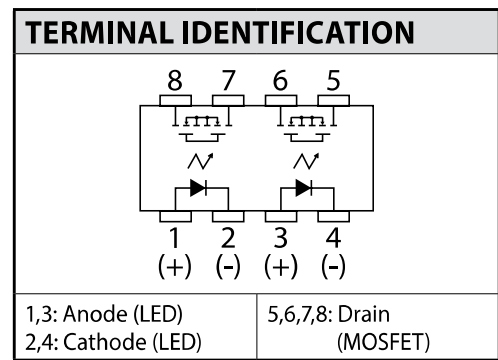 TERMINAL IDENTIFICATION
8 7 6 5
1 2 3 4
(+) (-) (+) (-)
1,3: Anode (LED)
2,4: Cathode (LED)
5,6,7,8: Drain
(MOSFET)